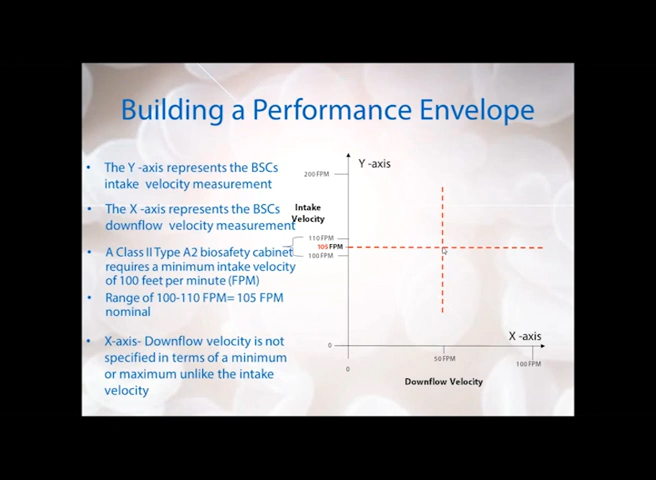 Building a Performance Envelope
• The Y -axis represents the BSCs
intake velocity measurement
• The X -axis represents the BSCs
downflow velocity measurement
• A Class II Type A2 biosafety cabinet
requires a minimum intake velocity
of 100 feet per minute (FPM)
• Range of 100-110 FPM= 105 FPM
nominal
• X-axis- Downflow velocity is not
specified in terms of a minimum
or maximum unlike the intake
velocity
Y -axis
200 FPM
Intake
Velocity
110 FPM
105 FPM
100 FPM
X -axis
0
0
50 FPM
100 FPM
Downflow Velocity